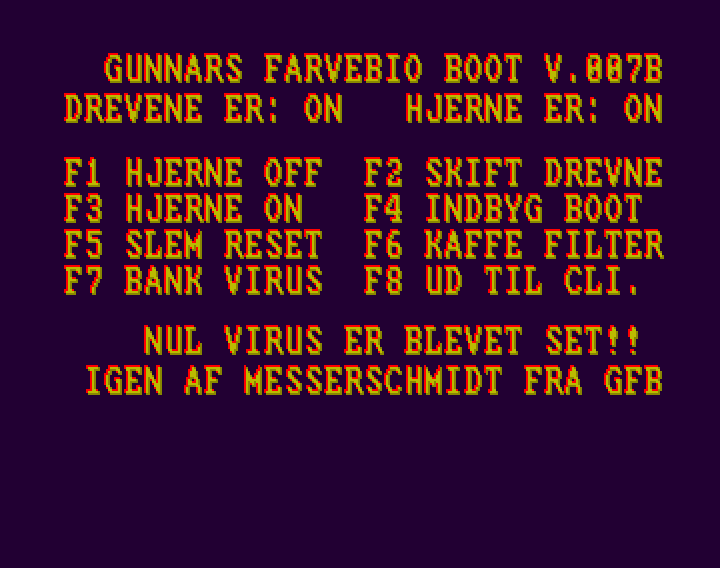 GUNNARS FARVEBIO BOOT V.007B
DREVENE ER: ON HJERNE ER: ON
F1 HJERNE OFF F2 SKIFT DREVNE
F3 HJERNE ON F4 INDBYG BOOT
F5 SLEM RESET F6 KAFFE FILTER
F7 BANK VIRUS F8 UD TIL CLI.
NUL VIRUS ER BLEVET SET!!
IGEN AF MESSERSCHMIDT FRA GFB